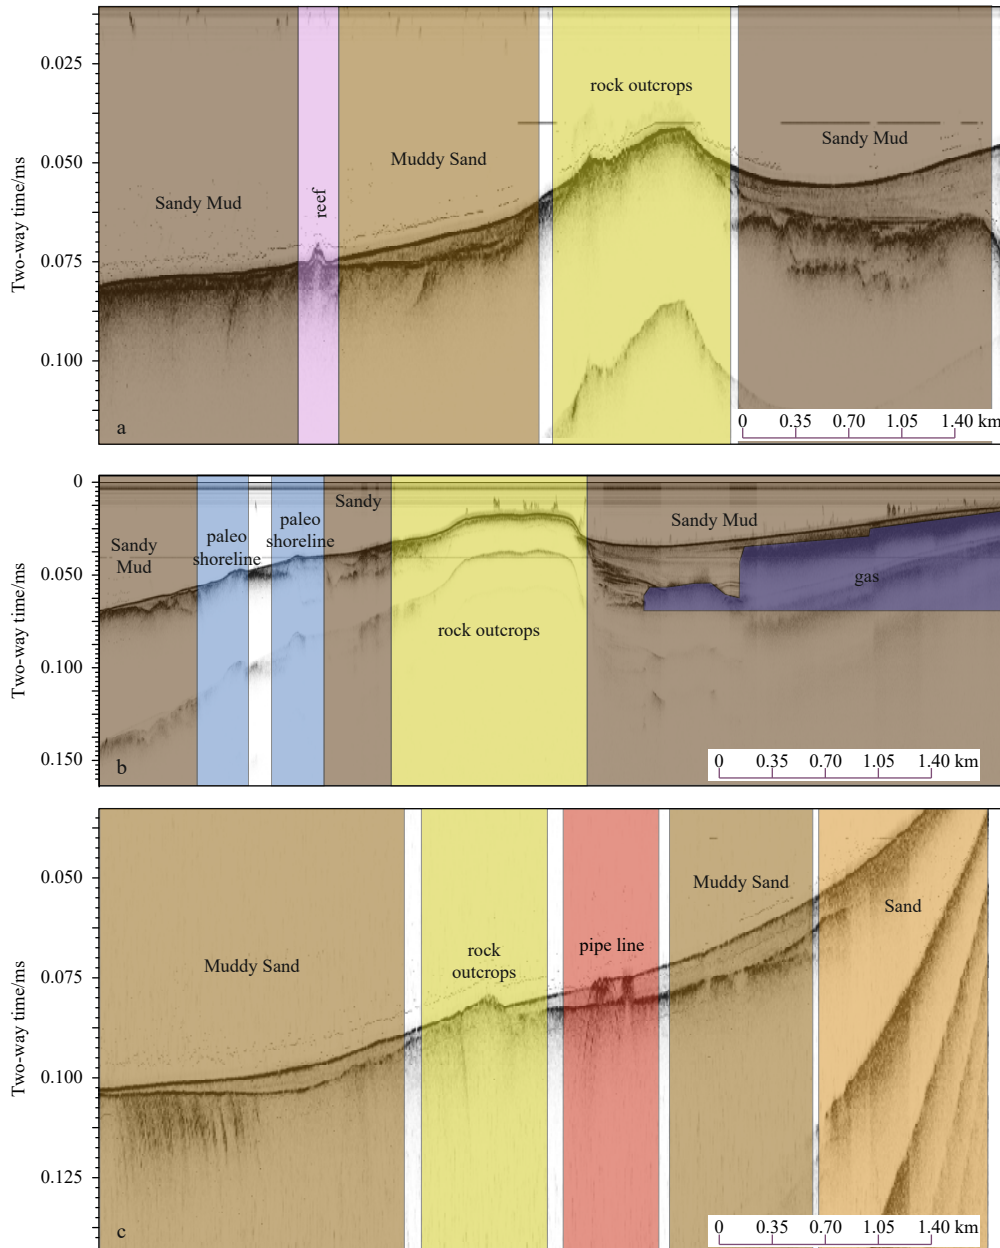 0.025
0.050
0.075
0.100
Two-way time/ms
rock outcrops
Muddy Sand
Sandy Mud
Sandy Mud
reef
a
0 0.35 0.70 1.05 1.40 km
0
0.050
0.100
0.150
Two-way time/ms
Sandy
Mud
paleo
shoreline
paleo
shoreline
Sandy
rock outcrops
Sandy Mud
gas
b
0 0.35 0.70 1.05 1.40 km
0.050
0.075
0.100
0.125
Two-way time/ms
Muddy Sand
rock
outcrops
pipe line
Muddy Sand
Sand
c
0 0.35 0.70 1.05 1.40 km